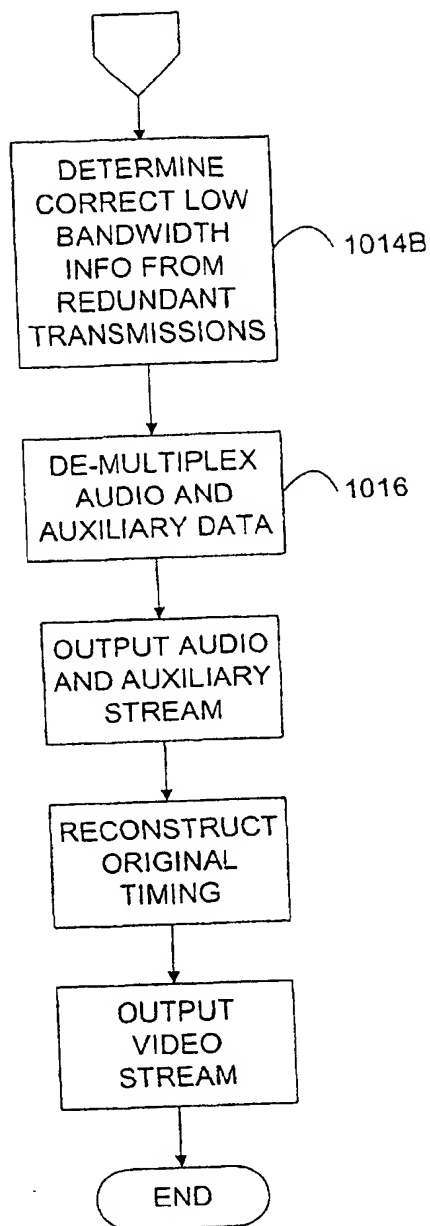 DETERMINE
CORRECT LOW
BANDWIDTH
INFO FROM
REDUNDANT
TRANSMISSIONS
1014B
DE-MULTIPLEX
AUDIO AND
AUXILIARY DATA
1016
OUTPUT AUDIO
AND AUXILIARY
STREAM
RECONSTRUCT
ORIGINAL
TIMING
OUTPUT
VIDEO
STREAM
END